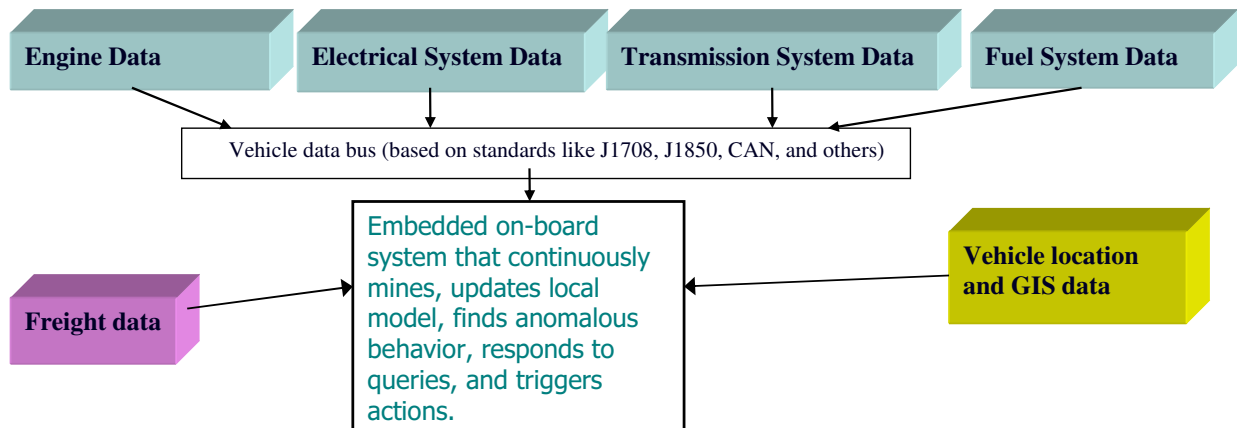 Engine Data
Electrical System Data
Transmission System Data
Fuel System Data
Vehicle data bus (based on standards like J1708, J1850, CAN, and others)
Embedded on-board
system that continuously
mines, updates local
model, finds anomalous
behavior, responds to
queries, and triggers
actions.
Freight data
Vehicle location
and GIS data